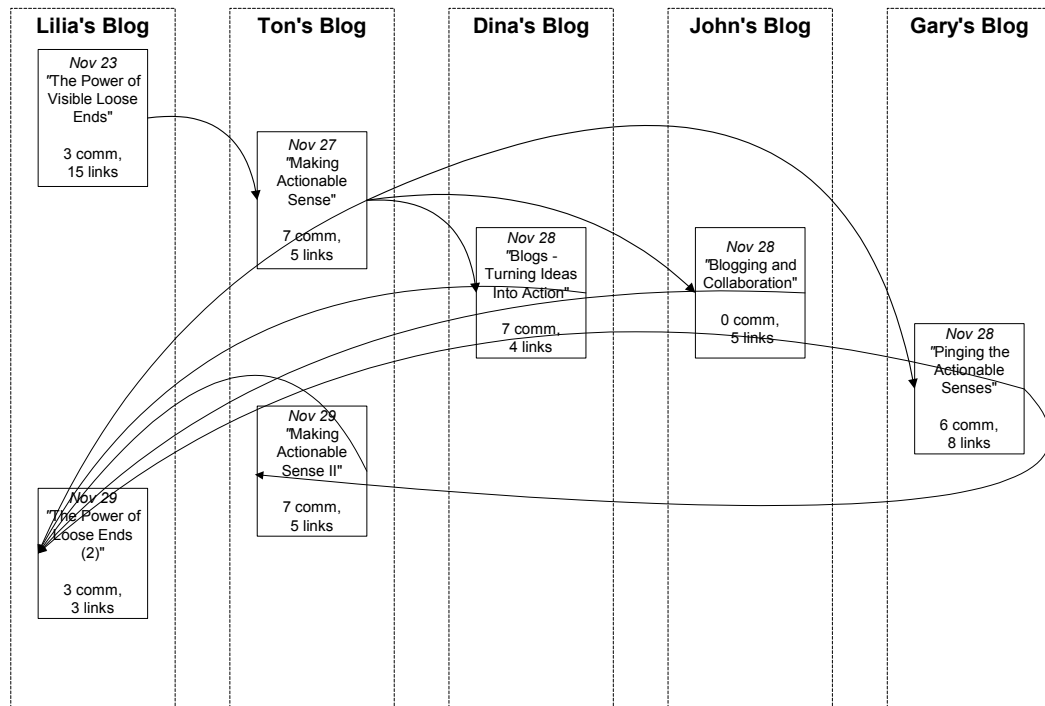 Lilia's Blog
Ton's Blog
Dina's Blog
John's Blog
Gary's Blog
Nov 23
"The Power of
Visible Loose
Ends"
3 comm,
15 links
Nov 27
"Making
Actionable
Sense"
7 comm,
5 links
Nov 28
"Blogs -
Turning Ideas
Into Action"
7 comm,
4 links
Nov 28
"Blogging and
Collaboration"
0 comm,
5 links
Nov 28
"Pinging the
Actionable
Senses"
6 comm,
8 links
Nov 29
"Making
Actionable
Sense II"
7 comm,
5 links
Nov 29
"The Power of
Loose Ends
(2)"
3 comm,
3 links